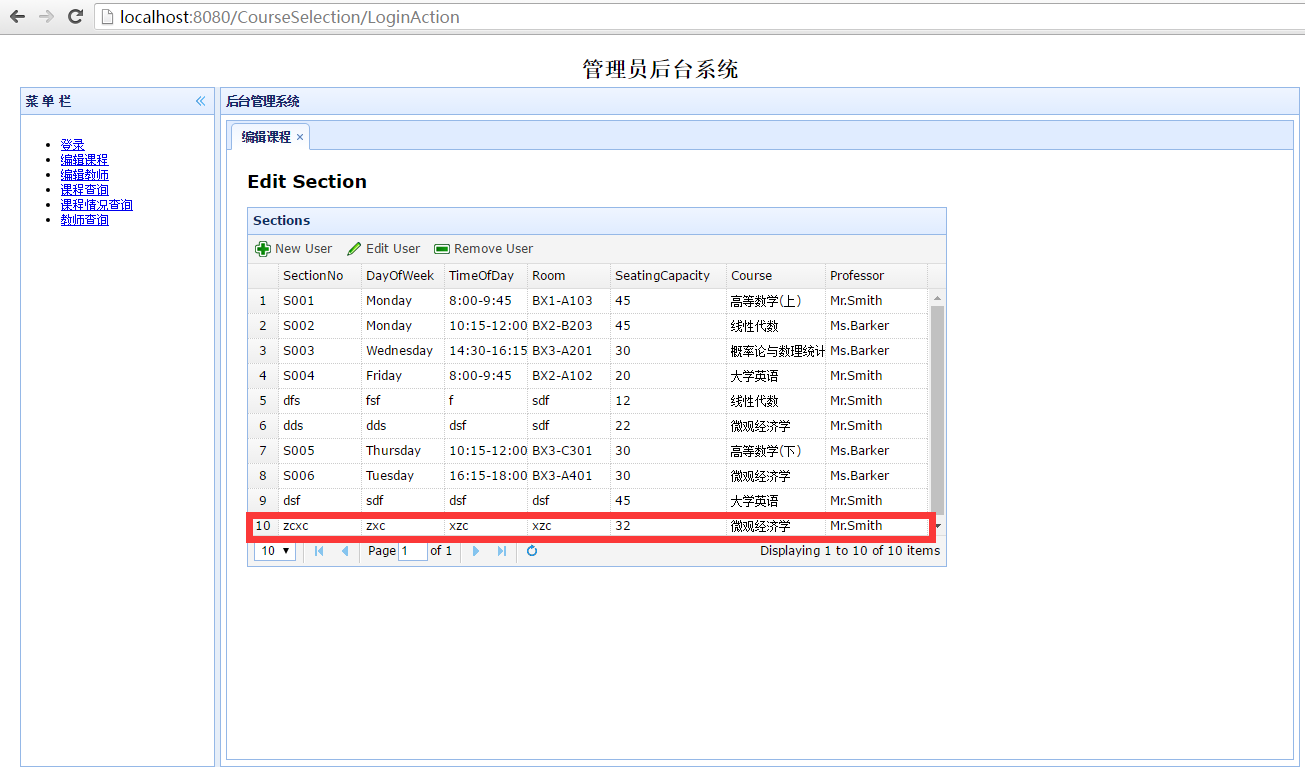 localhost:8080/CourseSelection/LoginAction
管理员后台系统
菜 单 栏
登录
编辑课程
编辑教师
课程查询
课程情况查询
教师查询
后台管理系统
编辑课程 ×
Edit Section
Sections
New User Edit User Remove User
SectionNo DayOfWeek TimeOfDay Room SeatingCapacity Course Professor
1 S001 Monday 8:00-9:45 BX1-A103 45 高等数学(上) Mr.Smith
2 S002 Monday 10:15-12:00 BX2-B203 45 线性代数 Ms.Barker
3 S003 Wednesday 14:30-16:15 BX3-A201 30 概率论与数理统计 Ms.Barker
4 S004 Friday 8:00-9:45 BX2-A102 20 大学英语 Mr.Smith
5 dfs fsf f sdf 12 线性代数 Mr.Smith
6 dds dds dsf sdf 22 微观经济学 Mr.Smith
7 S005 Thursday 10:15-12:00 BX3-C301 30 高等数学(下) Ms.Barker
8 S006 Tuesday 16:15-18:00 BX3-A401 30 微观经济学 Ms.Barker
9 dsf sdf dsf dsf 45 大学英语 Mr.Smith
10 zcxc zxc xzc xzc 32 微观经济学 Mr.Smith
10 Page 1 of 1 Displaying 1 to 10 of 10 items